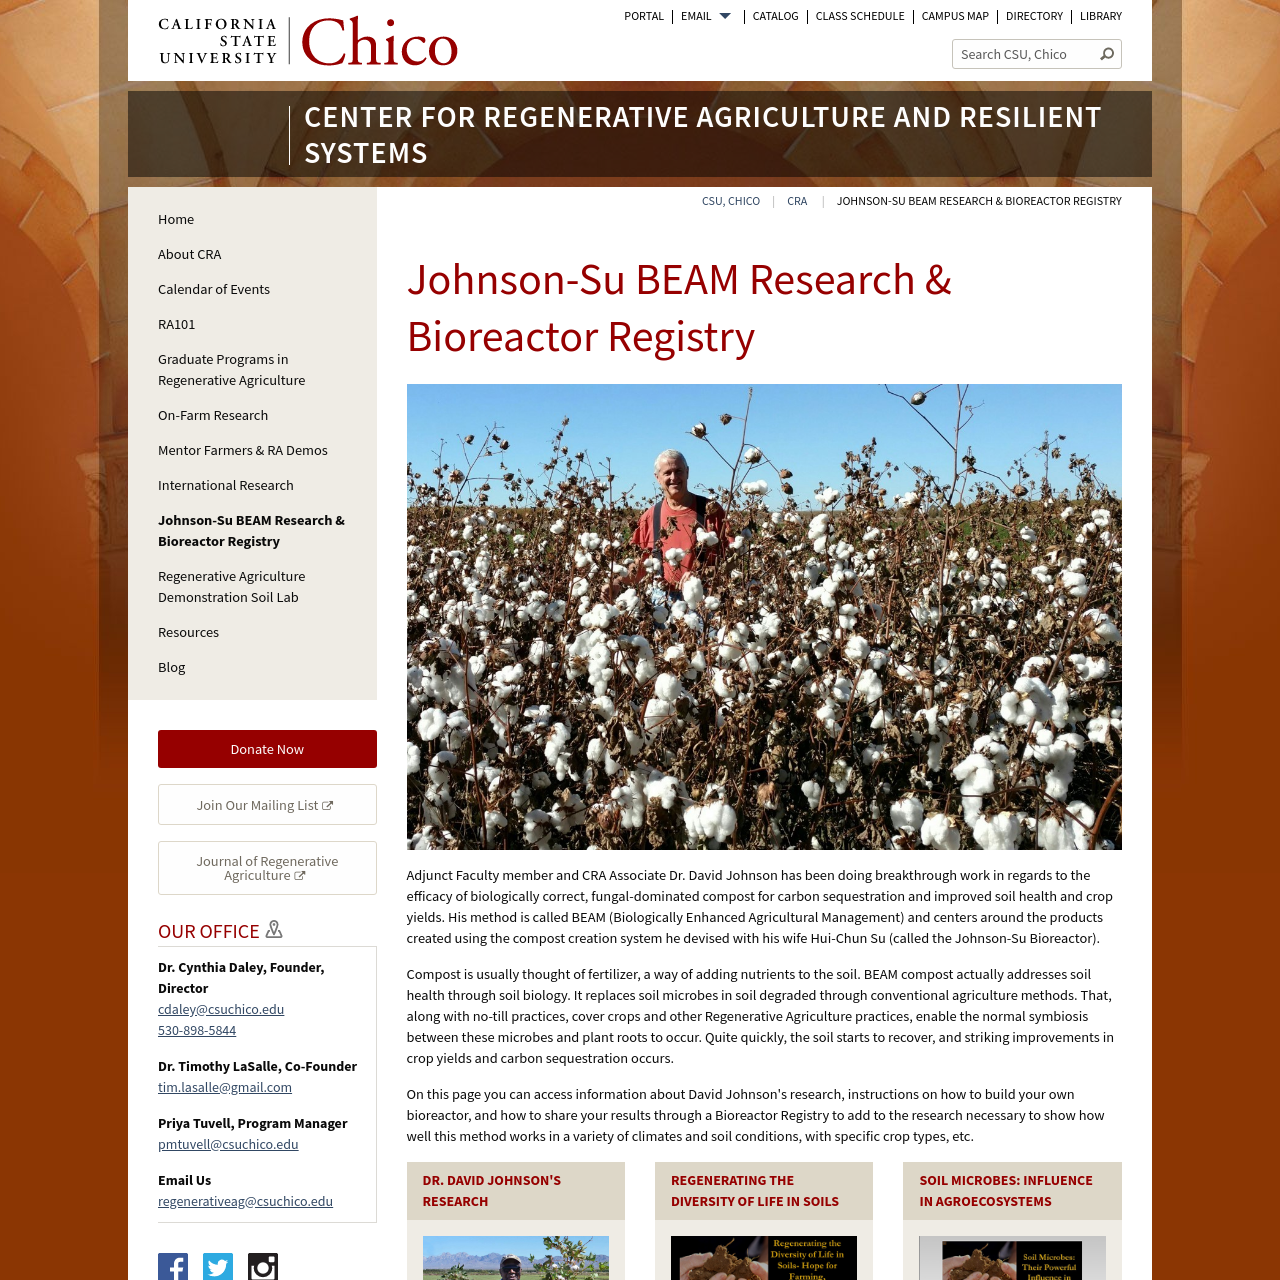 CALIFORNIA
STATE
UNIVERSITY
Chico
PORTAL
EMAIL
CATALOG
CLASS SCHEDULE
CAMPUS MAP
DIRECTORY
LIBRARY
Search CSU, Chico
CENTER FOR REGENERATIVE AGRICULTURE AND RESILIENT
SYSTEMS
Home
About CRA
Calendar of Events
RA101
Graduate Programs in
Regenerative Agriculture
On-Farm Research
Mentor Farmers & RA Demos
International Research
Johnson-Su BEAM Research &
Bioreactor Registry
Regenerative Agriculture
Demonstration Soil Lab
Resources
Blog
Donate Now
Join Our Mailing List
Journal of Regenerative
Agriculture
OUR OFFICE
Dr. Cynthia Daley, Founder,
Director
cdaley@csuchico.edu
530-898-5844
Dr. Timothy LaSalle, Co-Founder
tim.lasalle@gmail.com
Priya Tuvell, Program Manager
pmtuvell@csuchico.edu
Email Us
regenerativeag@csuchico.edu
CSU, CHICO | CRA | JOHNSON-SU BEAM RESEARCH & BIOREACTOR REGISTRY
Johnson-Su BEAM Research &
Bioreactor Registry
Adjunct Faculty member and CRA Associate Dr. David Johnson has been doing breakthrough work in regards to the
efficacy of biologically correct, fungal-dominated compost for carbon sequestration and improved soil health and crop
yields. His method is called BEAM (Biologically Enhanced Agricultural Management) and centers around the products
created using the compost creation system he devised with his wife Hui-Chun Su (called the Johnson-Su Bioreactor).
Compost is usually thought of fertilizer, a way of adding nutrients to the soil. BEAM compost actually addresses soil
health through soil biology. It replaces soil microbes in soil degraded through conventional agriculture methods. That,
along with no-till practices, cover crops and other Regenerative Agriculture practices, enable the normal symbiosis
between these microbes and plant roots to occur. Quite quickly, the soil starts to recover, and striking improvements in
crop yields and carbon sequestration occurs.
On this page you can access information about David Johnson's research, instructions on how to build your own
bioreactor, and how to share your results through a Bioreactor Registry to add to the research necessary to show how
well this method works in a variety of climates and soil conditions, with specific crop types, etc.
DR. DAVID JOHNSON'S
RESEARCH
REGENERATING THE
DIVERSITY OF LIFE IN SOILS
Regenerating the
Diversity of Life in
Soils- Hope for
Farming,
SOIL MICROBES: INFLUENCE
IN AGROECOSYSTEMS
Soil Microbes:
Their Powerful
Influence in